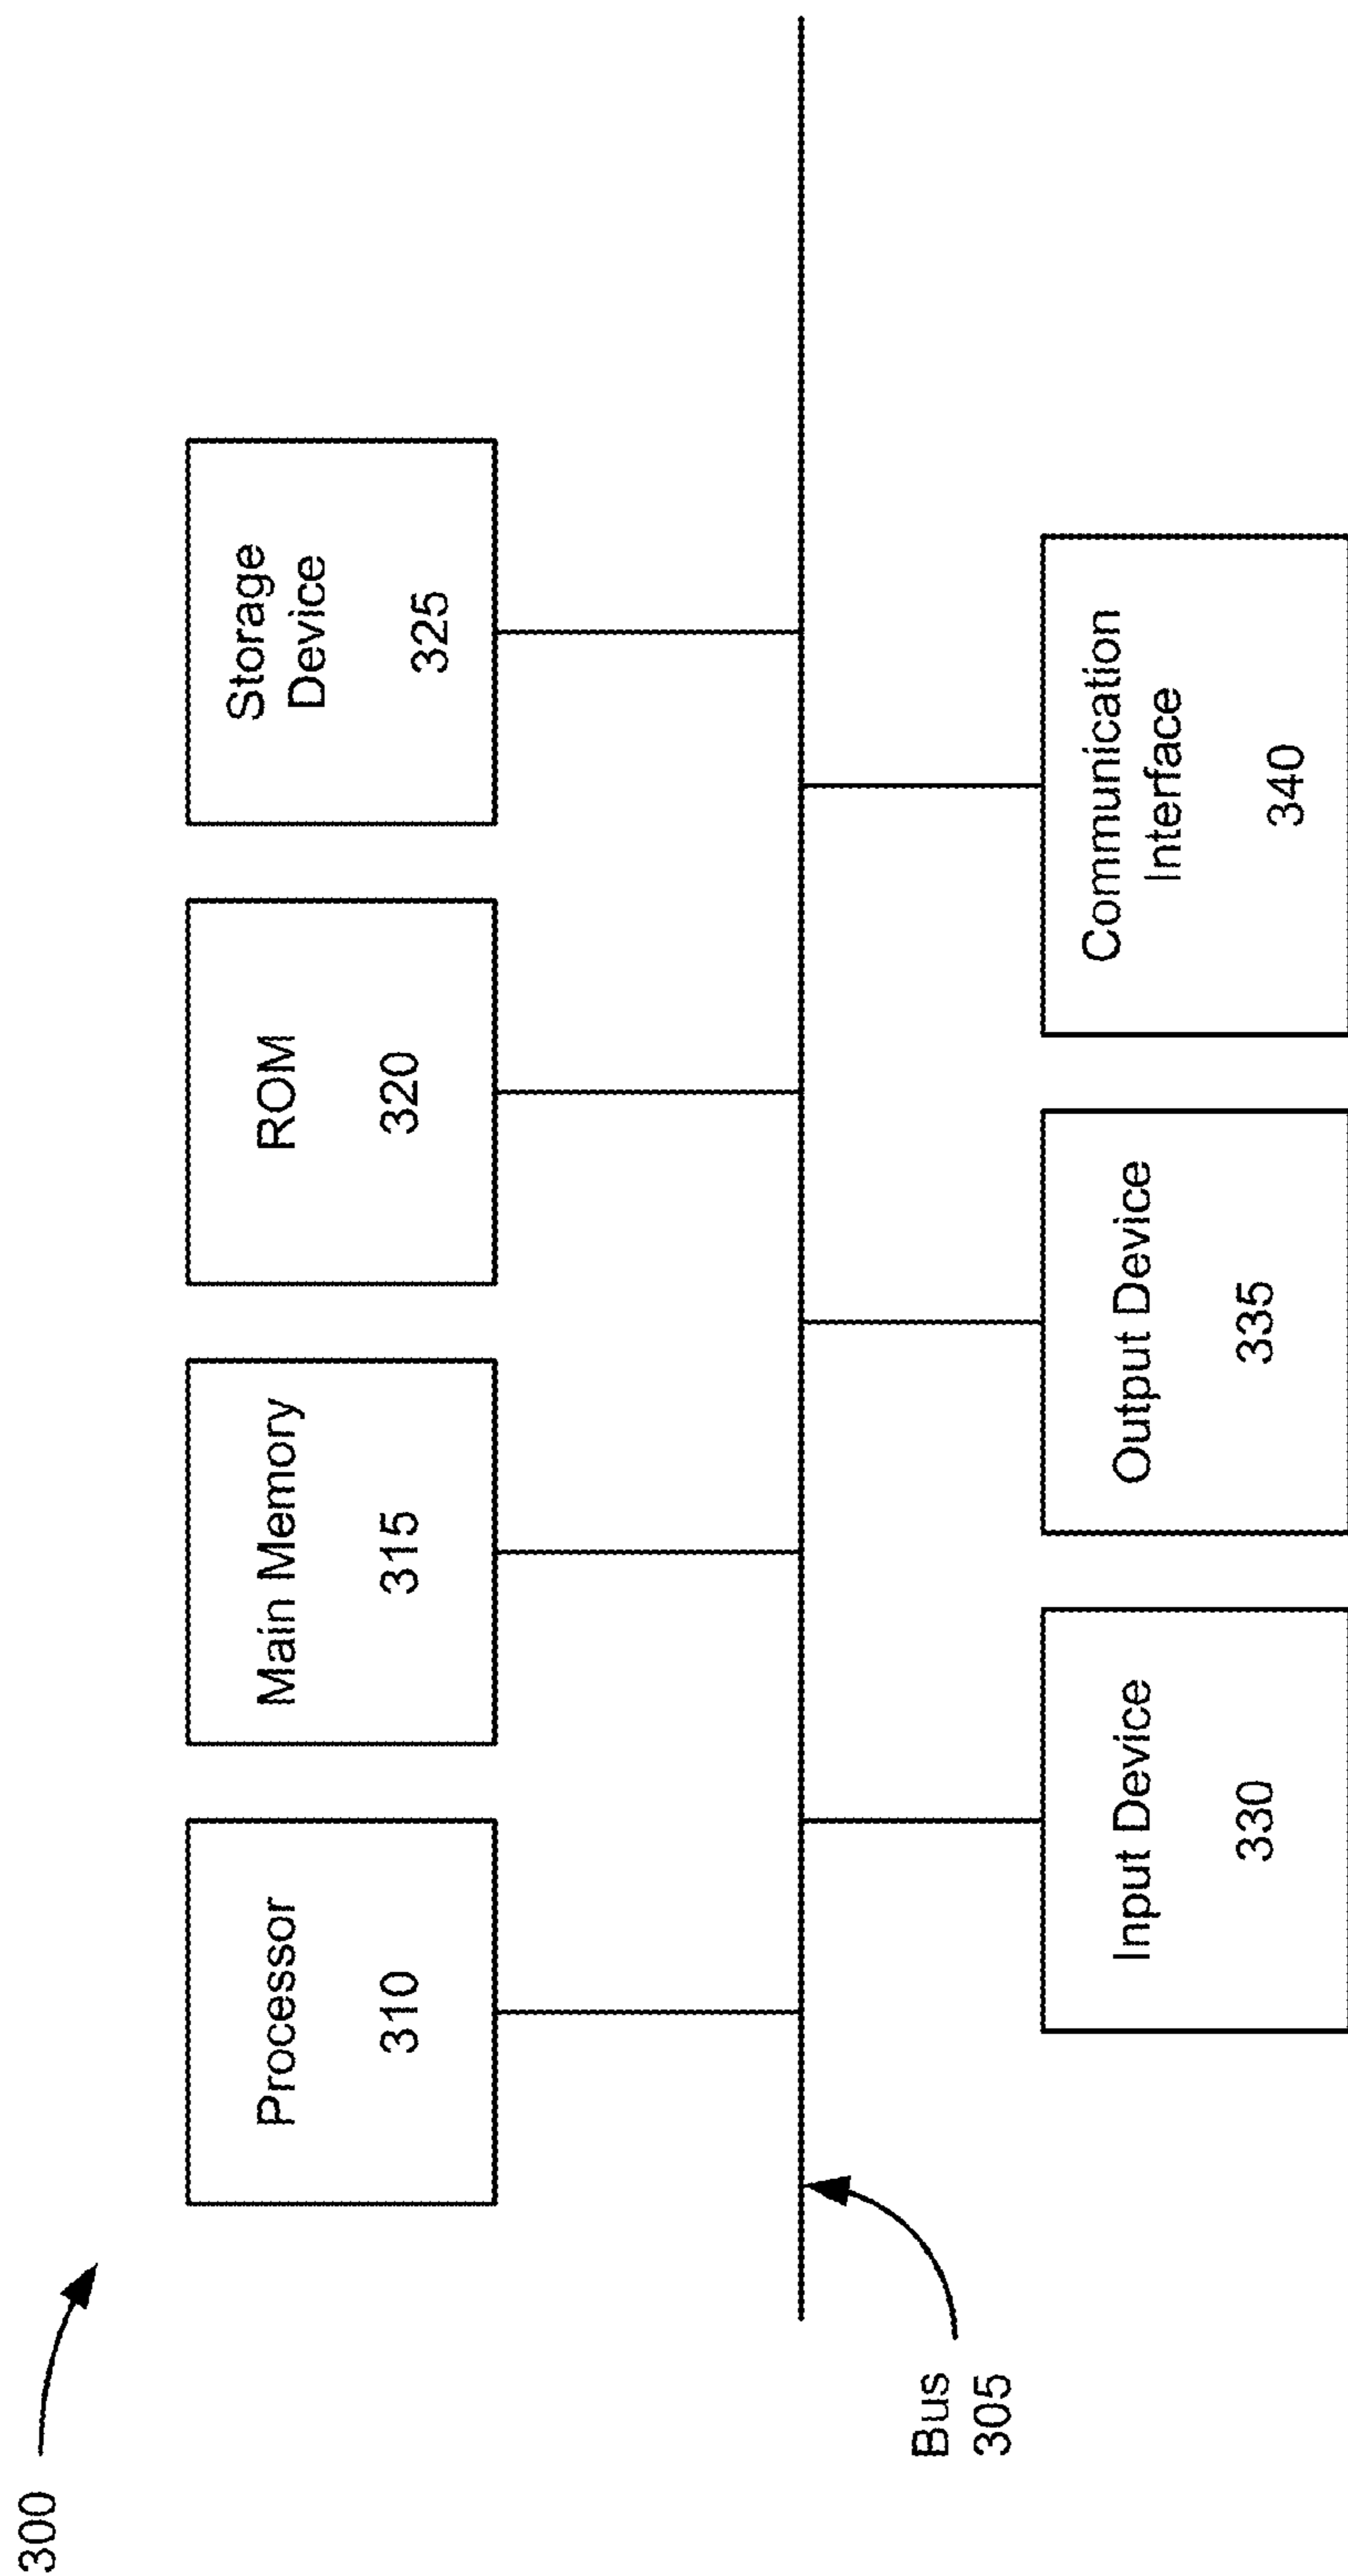 300
Processor
310
Main Memory
315
ROM
320
Storage
Device
325
Bus
305
Input Device
330
Output Device
335
Communication
Interface
340